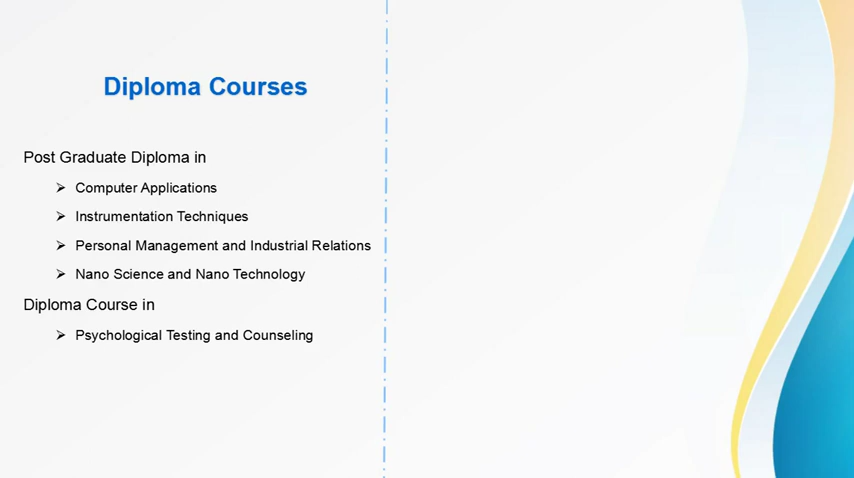 Diploma Courses
Post Graduate Diploma in
➢ Computer Applications
➢ Instrumentation Techniques
➢ Personal Management and Industrial Relations
➢ Nano Science and Nano Technology
Diploma Course in
➢ Psychological Testing and Counseling